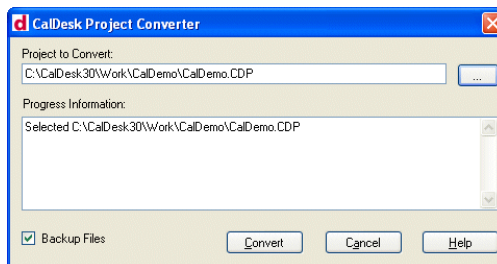 d CalDesk Project Converter
Project to Convert:
C:\CalDesk30\Work\CalDemo\CalDemo.CDP
...
Progress Information:
Selected C:\CalDesk30\Work\CalDemo\CalDemo.CDP
Backup Files
Convert
Cancel
Help